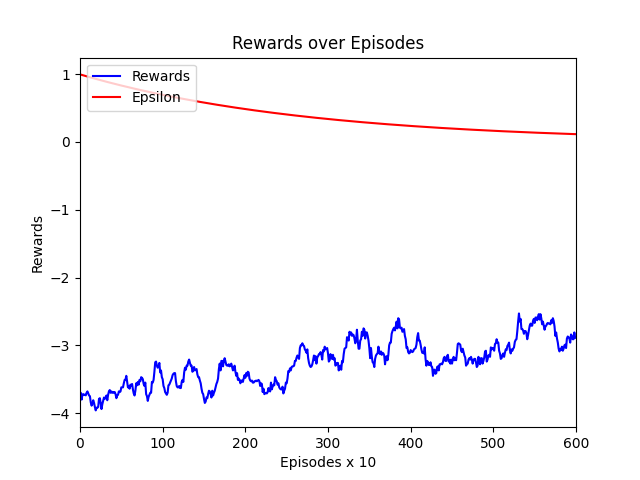 Rewards over Episodes
Rewards
Epsilon
1
0
−1
−2
−3
−4
Rewards
0 100 200 300 400 500 600
Episodes x 10